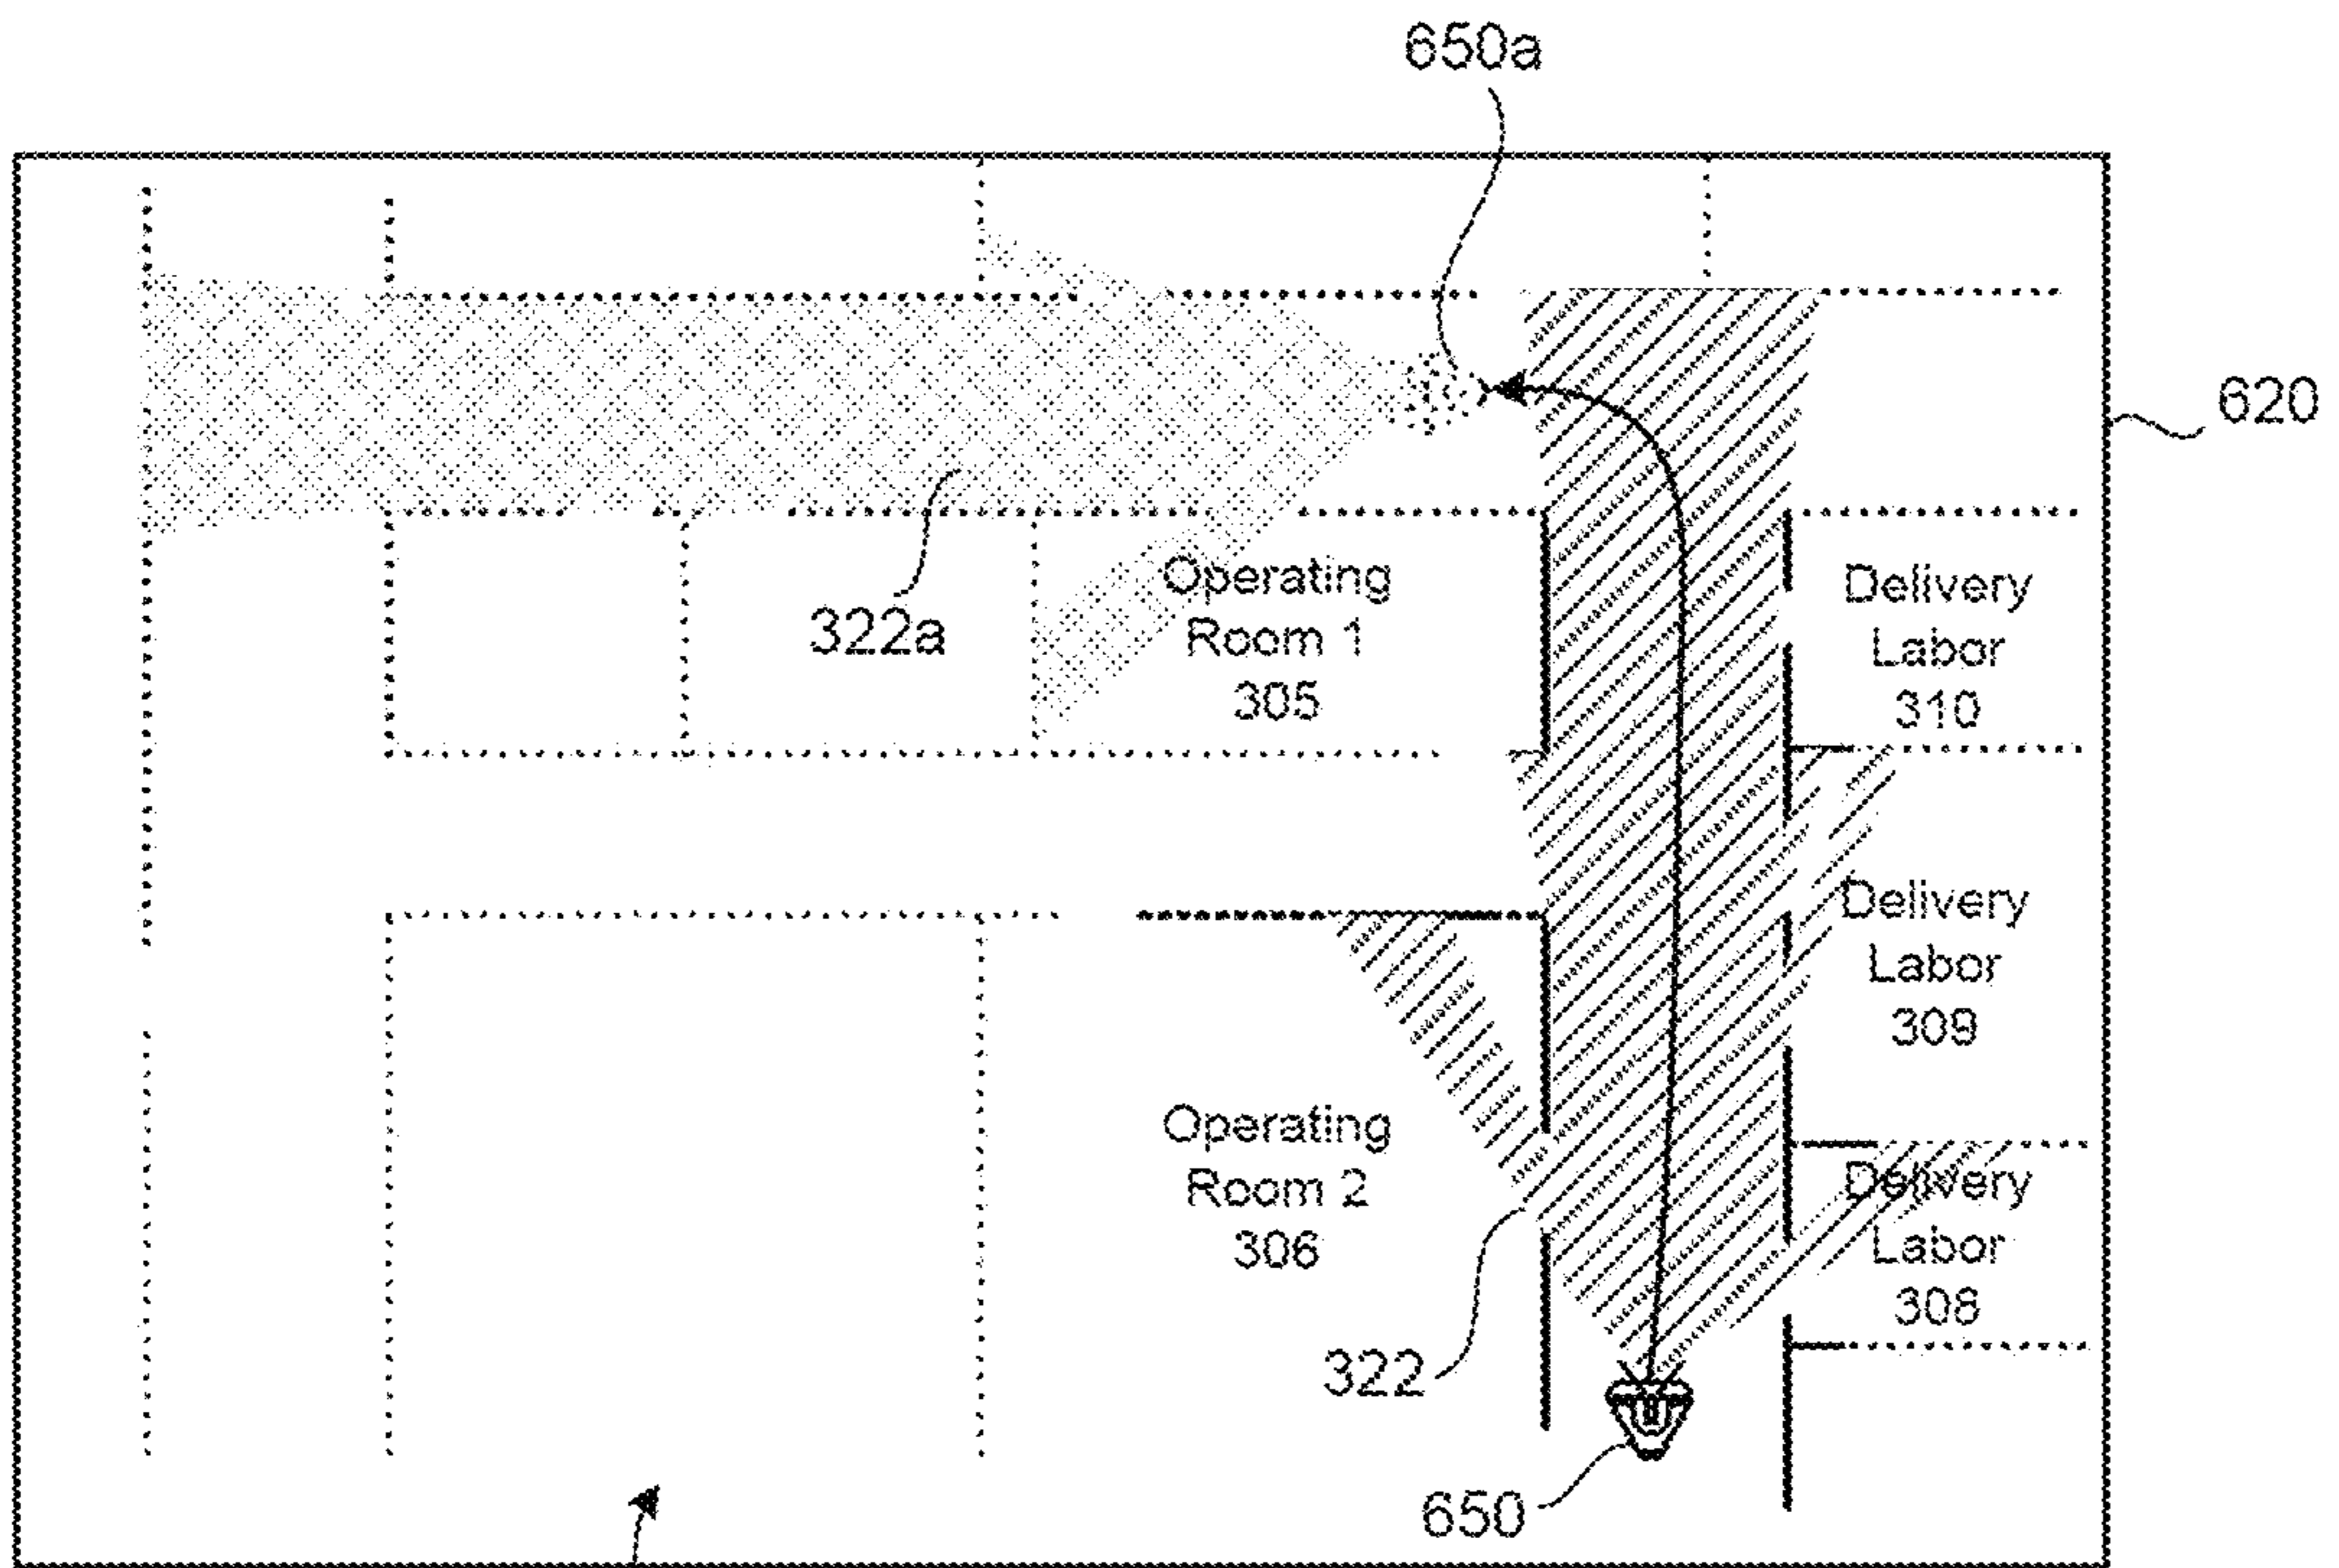 650a
620
Operating
Room 1
305
Delivery
Labor
310
322a
Delivery
Labor
309
Operating
Room 2
306
Delivery
Labor
308
322
650